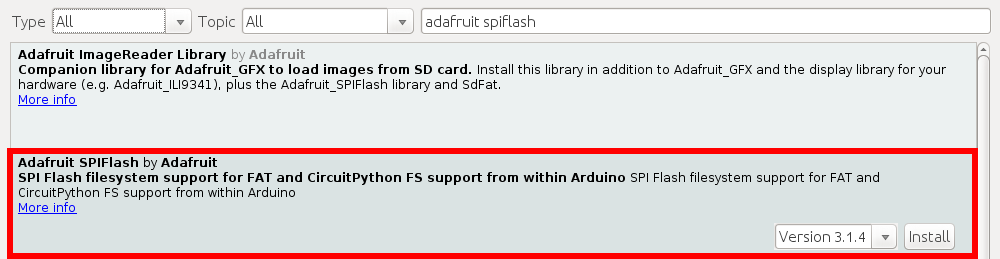 Type All Topic All adafruit spiflash
Adafruit ImageReader Library by Adafruit
Companion library for Adafruit_GFX to load images from SD card. Install this library in addition to Adafruit_GFX and the display library for your
hardware (e.g. Adafruit_ILI9341), plus the Adafruit_SPIFlash library and SdFat.
More info
Adafruit SPIFlash by Adafruit
SPI Flash filesystem support for FAT and CircuitPython FS support from within Arduino SPI Flash filesystem support for FAT and
CircuitPython FS support from within Arduino
More info
Version 3.1.4 Install